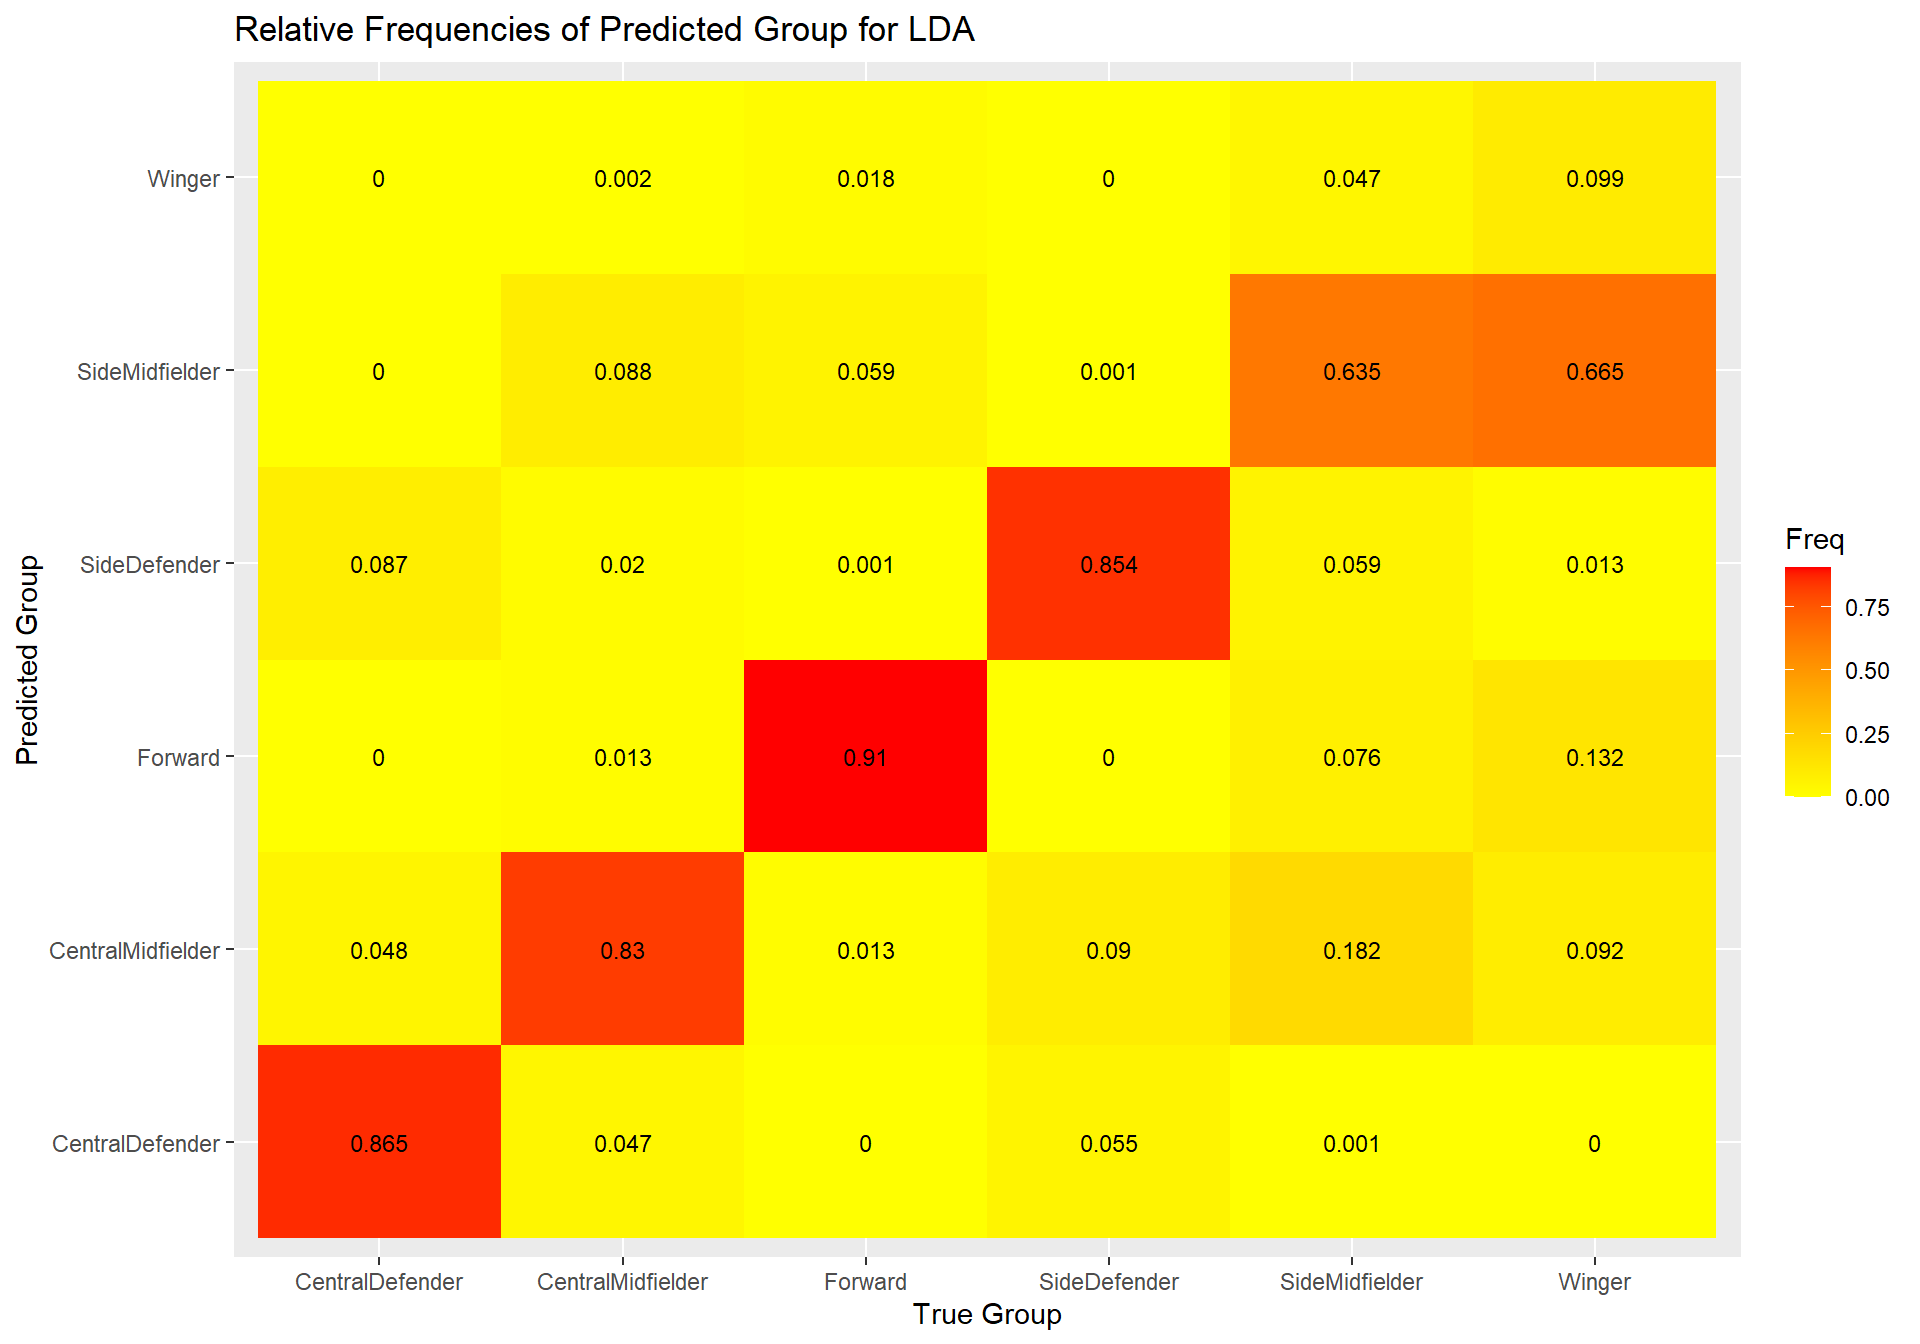 Relative Frequencies of Predicted Group for LDA
Winger 0 0.002 0.018 0 0.047 0.099
SideMidfielder 0 0.088 0.059 0.001 0.635 0.665
SideDefender 0.087 0.02 0.001 0.854 0.059 0.013
Forward 0 0.013 0.91 0 0.076 0.132
CentralMidfielder 0.048 0.83 0.013 0.09 0.182 0.092
CentralDefender 0.865 0.047 0 0.055 0.001 0
CentralDefender CentralMidfielder Forward SideDefender SideMidfielder Winger
True Group
Predicted Group
Freq
0.75
0.50
0.25
0.00